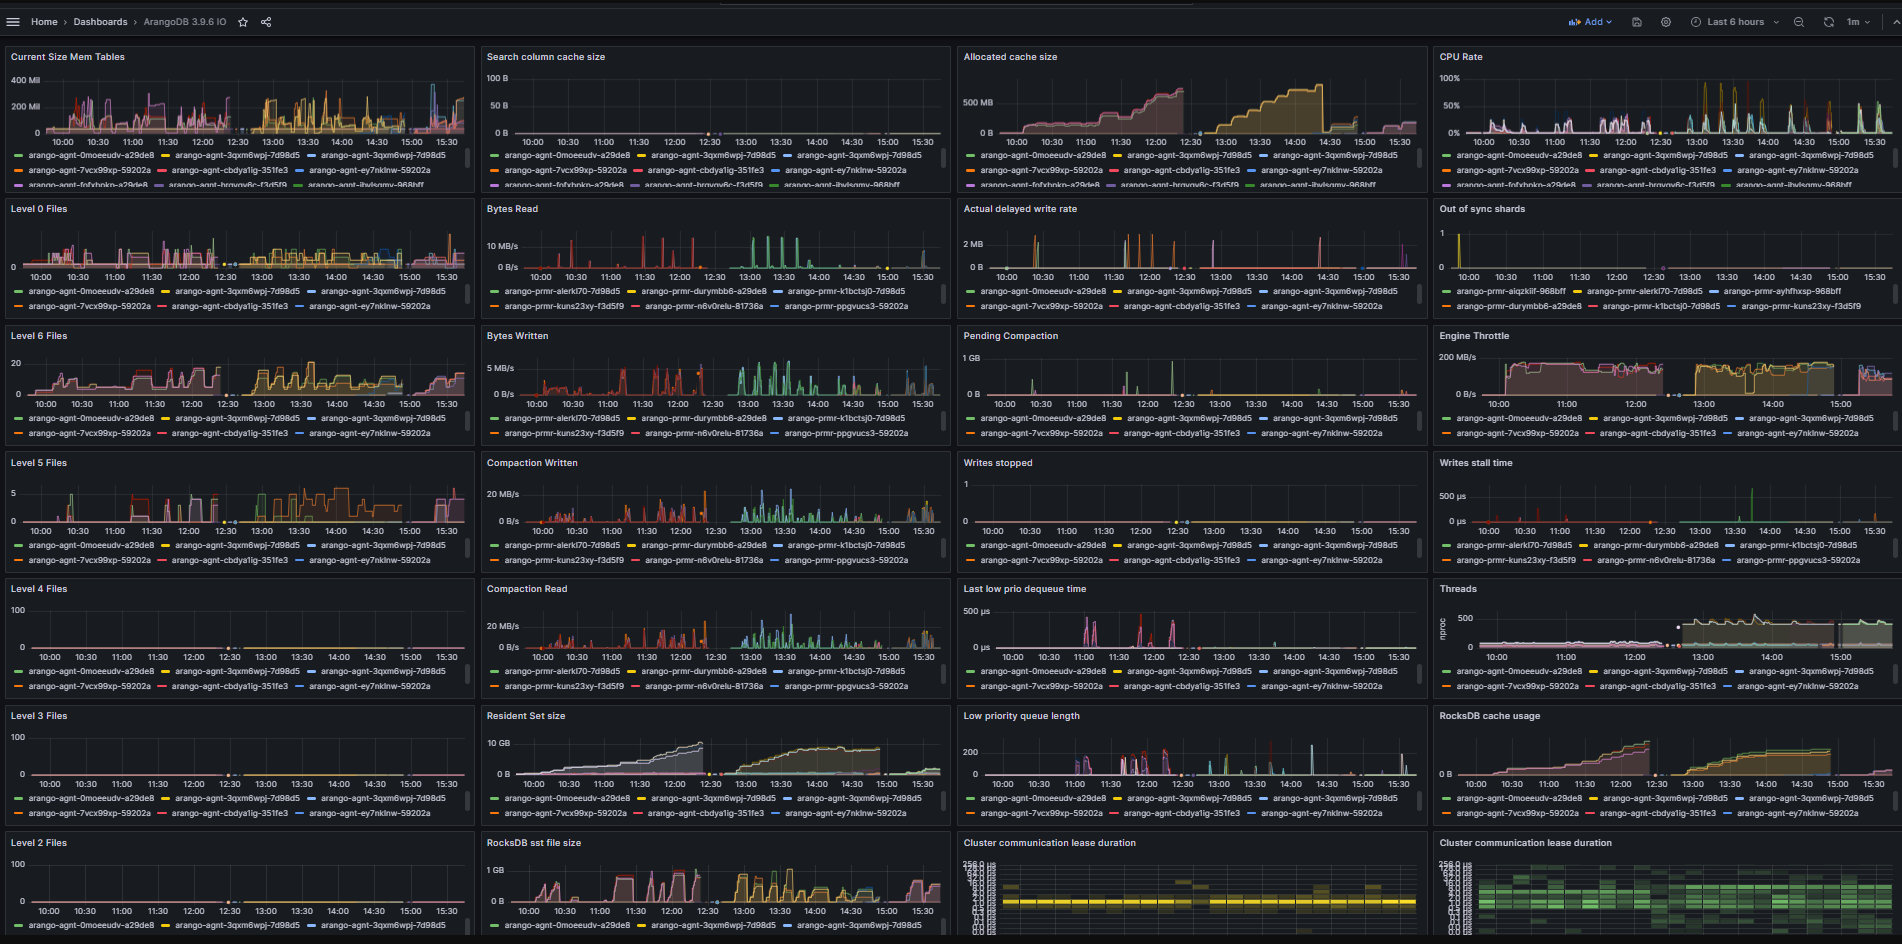 Home › Dashboards › ArangoDB 3.9.6 IO
Add
Last 6 hours
1m
Current Size Mem Tables
400 Mil
200 Mil
0
10:00 10:30 11:00 11:30 12:00 12:30 13:00 13:30 14:00 14:30 15:00 15:30
arango-agnt-0moeeudv-a29de8 arango-agnt-3qxm6wpj-7d98d5 arango-agnt-3qxm6wpj-7d98d5
arango-agnt-7vcx99xp-59202a arango-agnt-cbdya1ig-351fe3 arango-agnt-ey7nklnw-59202a
Search column cache size
100 B
50 B
0 B
10:00 10:30 11:00 11:30 12:00 12:30 13:00 13:30 14:00 14:30 15:00 15:30
arango-agnt-0moeeudv-a29de8 arango-agnt-3qxm6wpj-7d98d5 arango-agnt-3qxm6wpj-7d98d5
arango-agnt-7vcx99xp-59202a arango-agnt-cbdya1ig-351fe3 arango-agnt-ey7nklnw-59202a
Allocated cache size
500 MB
0 B
10:00 10:30 11:00 11:30 12:00 12:30 13:00 13:30 14:00 14:30 15:00 15:30
arango-agnt-0moeeudv-a29de8 arango-agnt-3qxm6wpj-7d98d5 arango-agnt-3qxm6wpj-7d98d5
arango-agnt-7vcx99xp-59202a arango-agnt-cbdya1ig-351fe3 arango-agnt-ey7nklnw-59202a
CPU Rate
100%
50%
0%
10:00 10:30 11:00 11:30 12:00 12:30 13:00 13:30 14:00 14:30 15:00 15:30
arango-agnt-0moeeudv-a29de8 arango-agnt-3qxm6wpj-7d98d5 arango-agnt-3qxm6wpj-7d98d5
arango-agnt-7vcx99xp-59202a arango-agnt-cbdya1ig-351fe3 arango-agnt-ey7nklnw-59202a
Level 0 Files
0
10:00 10:30 11:00 11:30 12:00 12:30 13:00 13:30 14:00 14:30 15:00 15:30
arango-agnt-0moeeudv-a29de8 arango-agnt-3qxm6wpj-7d98d5 arango-agnt-3qxm6wpj-7d98d5
arango-agnt-7vcx99xp-59202a arango-agnt-cbdya1ig-351fe3 arango-agnt-ey7nklnw-59202a
Bytes Read
10 MB/s
0 B/s
10:00 10:30 11:00 11:30 12:00 12:30 13:00 13:30 14:00 14:30 15:00 15:30
arango-prmr-alerkl70-7d98d5 arango-prmr-durymbb6-a29de8 arango-prmr-k1bctsj0-7d98d5
arango-prmr-kuns23xy-f3d5f9 arango-prmr-n6v0relu-81736a arango-prmr-ppgvucs3-59202a
Actual delayed write rate
2 MB
0 B
10:00 10:30 11:00 11:30 12:00 12:30 13:00 13:30 14:00 14:30 15:00 15:30
arango-agnt-0moeeudv-a29de8 arango-agnt-3qxm6wpj-7d98d5 arango-agnt-3qxm6wpj-7d98d5
arango-agnt-7vcx99xp-59202a arango-agnt-cbdya1ig-351fe3 arango-agnt-ey7nklnw-59202a
Out of sync shards
1
0
10:00 10:30 11:00 11:30 12:00 12:30 13:00 13:30 14:00 14:30 15:00 15:30
arango-prmr-aiqzkiif-968bff arango-prmr-alerkl70-7d98d5 arango-prmr-ayhfhxsp-968bff
arango-prmr-durymbb6-a29de8 arango-prmr-k1bctsj0-7d98d5 arango-prmr-kuns23xy-f3d5f9
Level 6 Files
20
0
10:00 10:30 11:00 11:30 12:00 12:30 13:00 13:30 14:00 14:30 15:00 15:30
arango-agnt-0moeeudv-a29de8 arango-agnt-3qxm6wpj-7d98d5 arango-agnt-3qxm6wpj-7d98d5
arango-agnt-7vcx99xp-59202a arango-agnt-cbdya1ig-351fe3 arango-agnt-ey7nklnw-59202a
Bytes Written
5 MB/s
0 B/s
10:00 10:30 11:00 11:30 12:00 12:30 13:00 13:30 14:00 14:30 15:00 15:30
arango-prmr-alerkl70-7d98d5 arango-prmr-durymbb6-a29de8 arango-prmr-k1bctsj0-7d98d5
arango-prmr-kuns23xy-f3d5f9 arango-prmr-n6v0relu-81736a arango-prmr-ppgvucs3-59202a
Pending Compaction
1 GB
0 B
10:00 10:30 11:00 11:30 12:00 12:30 13:00 13:30 14:00 14:30 15:00 15:30
arango-agnt-0moeeudv-a29de8 arango-agnt-3qxm6wpj-7d98d5 arango-agnt-3qxm6wpj-7d98d5
arango-agnt-7vcx99xp-59202a arango-agnt-cbdya1ig-351fe3 arango-agnt-ey7nklnw-59202a
Engine Throttle
200 MB/s
0 B/s
10:00 11:00 12:00 13:00 14:00 15:00
arango-agnt-0moeeudv-a29de8 arango-agnt-3qxm6wpj-7d98d5 arango-agnt-3qxm6wpj-7d98d5
arango-agnt-7vcx99xp-59202a arango-agnt-cbdya1ig-351fe3 arango-agnt-ey7nklnw-59202a
Level 5 Files
5
0
10:00 10:30 11:00 11:30 12:00 12:30 13:00 13:30 14:00 14:30 15:00 15:30
arango-agnt-0moeeudv-a29de8 arango-agnt-3qxm6wpj-7d98d5 arango-agnt-3qxm6wpj-7d98d5
arango-agnt-7vcx99xp-59202a arango-agnt-cbdya1ig-351fe3 arango-agnt-ey7nklnw-59202a
Compaction Written
20 MB/s
0 B/s
10:00 10:30 11:00 11:30 12:00 12:30 13:00 13:30 14:00 14:30 15:00 15:30
arango-prmr-alerkl70-7d98d5 arango-prmr-durymbb6-a29de8 arango-prmr-k1bctsj0-7d98d5
arango-prmr-kuns23xy-f3d5f9 arango-prmr-n6v0relu-81736a arango-prmr-ppgvucs3-59202a
Writes stopped
1
0
10:00 10:30 11:00 11:30 12:00 12:30 13:00 13:30 14:00 14:30 15:00 15:30
arango-agnt-0moeeudv-a29de8 arango-agnt-3qxm6wpj-7d98d5 arango-agnt-3qxm6wpj-7d98d5
arango-agnt-7vcx99xp-59202a arango-agnt-cbdya1ig-351fe3 arango-agnt-ey7nklnw-59202a
Writes stall time
500 µs
0 µs
10:00 10:30 11:00 11:30 12:00 12:30 13:00 13:30 14:00 14:30 15:00 15:30
arango-prmr-alerkl70-7d98d5 arango-prmr-durymbb6-a29de8 arango-prmr-k1bctsj0-7d98d5
arango-prmr-kuns23xy-f3d5f9 arango-prmr-n6v0relu-81736a arango-prmr-ppgvucs3-59202a
Level 4 Files
100
0
10:00 10:30 11:00 11:30 12:00 12:30 13:00 13:30 14:00 14:30 15:00 15:30
arango-agnt-0moeeudv-a29de8 arango-agnt-3qxm6wpj-7d98d5 arango-agnt-3qxm6wpj-7d98d5
arango-agnt-7vcx99xp-59202a arango-agnt-cbdya1ig-351fe3 arango-agnt-ey7nklnw-59202a
Compaction Read
20 MB/s
0 B/s
10:00 10:30 11:00 11:30 12:00 12:30 13:00 13:30 14:00 14:30 15:00 15:30
arango-prmr-alerkl70-7d98d5 arango-prmr-durymbb6-a29de8 arango-prmr-k1bctsj0-7d98d5
arango-prmr-kuns23xy-f3d5f9 arango-prmr-n6v0relu-81736a arango-prmr-ppgvucs3-59202a
Last low prio dequeue time
500 µs
0 µs
10:00 10:30 11:00 11:30 12:00 12:30 13:00 13:30 14:00 14:30 15:00 15:30
arango-agnt-0moeeudv-a29de8 arango-agnt-3qxm6wpj-7d98d5 arango-agnt-3qxm6wpj-7d98d5
arango-agnt-7vcx99xp-59202a arango-agnt-cbdya1ig-351fe3 arango-agnt-ey7nklnw-59202a
Threads
nproc
500
0
10:00 11:00 12:00 13:00 14:00 15:00
arango-agnt-0moeeudv-a29de8 arango-agnt-3qxm6wpj-7d98d5 arango-agnt-3qxm6wpj-7d98d5
arango-agnt-7vcx99xp-59202a arango-agnt-cbdya1ig-351fe3 arango-agnt-ey7nklnw-59202a
Level 3 Files
100
0
10:00 10:30 11:00 11:30 12:00 12:30 13:00 13:30 14:00 14:30 15:00 15:30
arango-agnt-0moeeudv-a29de8 arango-agnt-3qxm6wpj-7d98d5 arango-agnt-3qxm6wpj-7d98d5
arango-agnt-7vcx99xp-59202a arango-agnt-cbdya1ig-351fe3 arango-agnt-ey7nklnw-59202a
Resident Set size
10 GB
0 B
10:00 10:30 11:00 11:30 12:00 12:30 13:00 13:30 14:00 14:30 15:00 15:30
arango-agnt-0moeeudv-a29de8 arango-agnt-3qxm6wpj-7d98d5 arango-agnt-3qxm6wpj-7d98d5
arango-agnt-7vcx99xp-59202a arango-agnt-cbdya1ig-351fe3 arango-agnt-ey7nklnw-59202a
Low priority queue length
200
0
10:00 10:30 11:00 11:30 12:00 12:30 13:00 13:30 14:00 14:30 15:00 15:30
arango-agnt-0moeeudv-a29de8 arango-agnt-3qxm6wpj-7d98d5 arango-agnt-3qxm6wpj-7d98d5
arango-agnt-7vcx99xp-59202a arango-agnt-cbdya1ig-351fe3 arango-agnt-ey7nklnw-59202a
RocksDB cache usage
0 B
10:00 10:30 11:00 11:30 12:00 12:30 13:00 13:30 14:00 14:30 15:00 15:30
arango-agnt-0moeeudv-a29de8 arango-agnt-3qxm6wpj-7d98d5 arango-agnt-3qxm6wpj-7d98d5
arango-agnt-7vcx99xp-59202a arango-agnt-cbdya1ig-351fe3 arango-agnt-ey7nklnw-59202a
Level 2 Files
100
0
10:00 10:30 11:00 11:30 12:00 12:30 13:00 13:30 14:00 14:30 15:00 15:30
arango-agnt-0moeeudv-a29de8 arango-agnt-3qxm6wpj-7d98d5 arango-agnt-3qxm6wpj-7d98d5
RocksDB sst file size
1 GB
0 B
10:00 10:30 11:00 11:30 12:00 12:30 13:00 13:30 14:00 14:30 15:00 15:30
arango-agnt-0moeeudv-a29de8 arango-agnt-3qxm6wpj-7d98d5 arango-agnt-3qxm6wpj-7d98d5
Cluster communication lease duration
Cluster communication lease duration